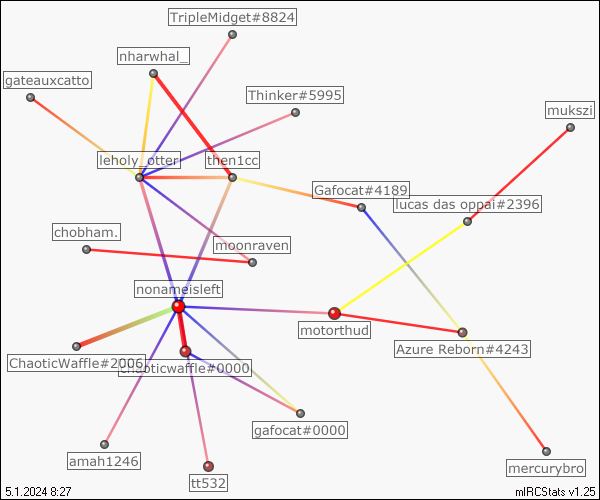 TripleMidget#8824
nharwhal_
gateauxcatto
Thinker#5995
mukszi
leholy_otter
then1cc
Gafocat#4189
lucas das oppai#2396
chobham.
moonraven
nonameisleft
motorthud
Azure Reborn#4243
ChaoticWaffle#2006
chaoticwaffle#0000
gafocat#0000
amah1246
tt532
mercurybro
5.1.2024 8:27
mIRCStats v1.25